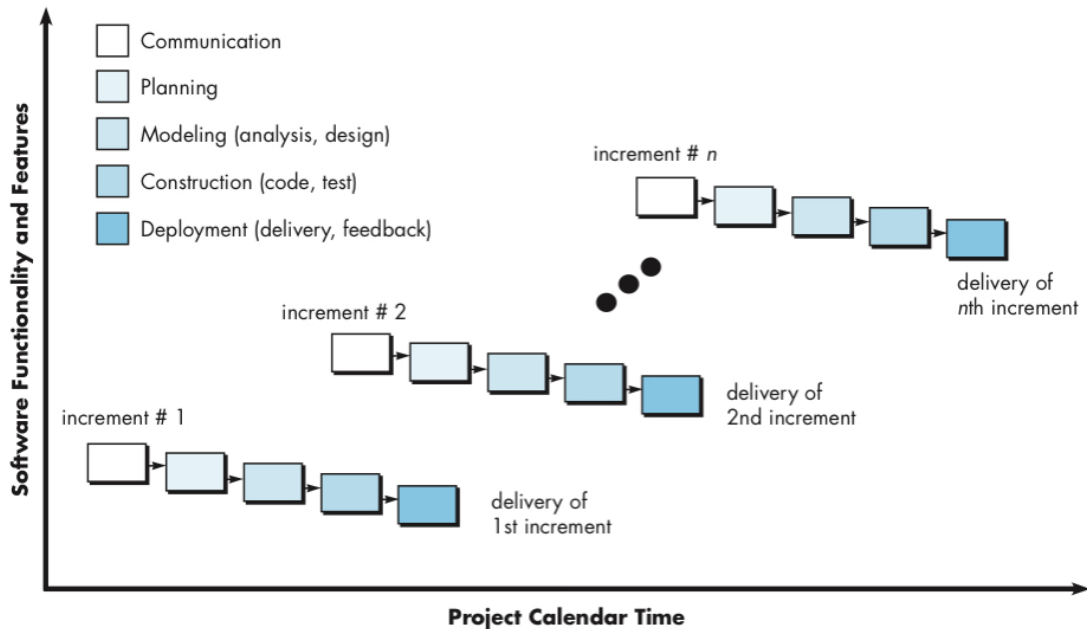 Software Functionality and Features
Communication
Planning
Modeling (analysis, design)
Construction (code, test)
Deployment (delivery, feedback)
increment # n
delivery of
nth increment
increment # 2
delivery of
2nd increment
increment # 1
delivery of
1st increment
Project Calendar Time